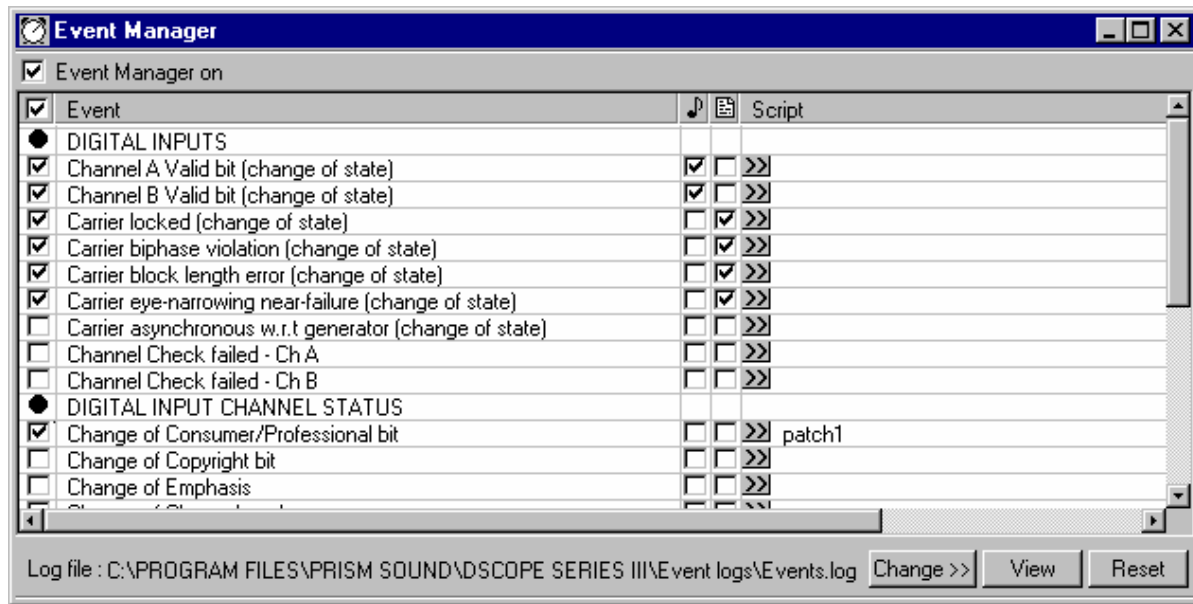 Event Manager
Event Manager on
Event Script
DIGITAL INPUTS
Channel A Valid bit (change of state) >>
Channel B Valid bit (change of state) >>
Carrier locked (change of state) >>
Carrier biphase violation (change of state) >>
Carrier block length error (change of state) >>
Carrier eye-narrowing near-failure (change of state) >>
Carrier asynchronous w.r.t generator (change of state) >>
Channel Check failed - Ch A >>
Channel Check failed - Ch B >>
DIGITAL INPUT CHANNEL STATUS
Change of Consumer/Professional bit >> patch1
Change of Copyright bit >>
Change of Emphasis >>
Log file : C:\PROGRAM FILES\PRISM SOUND\DSCOPE SERIES III\Event logs\Events.log Change >> View Reset